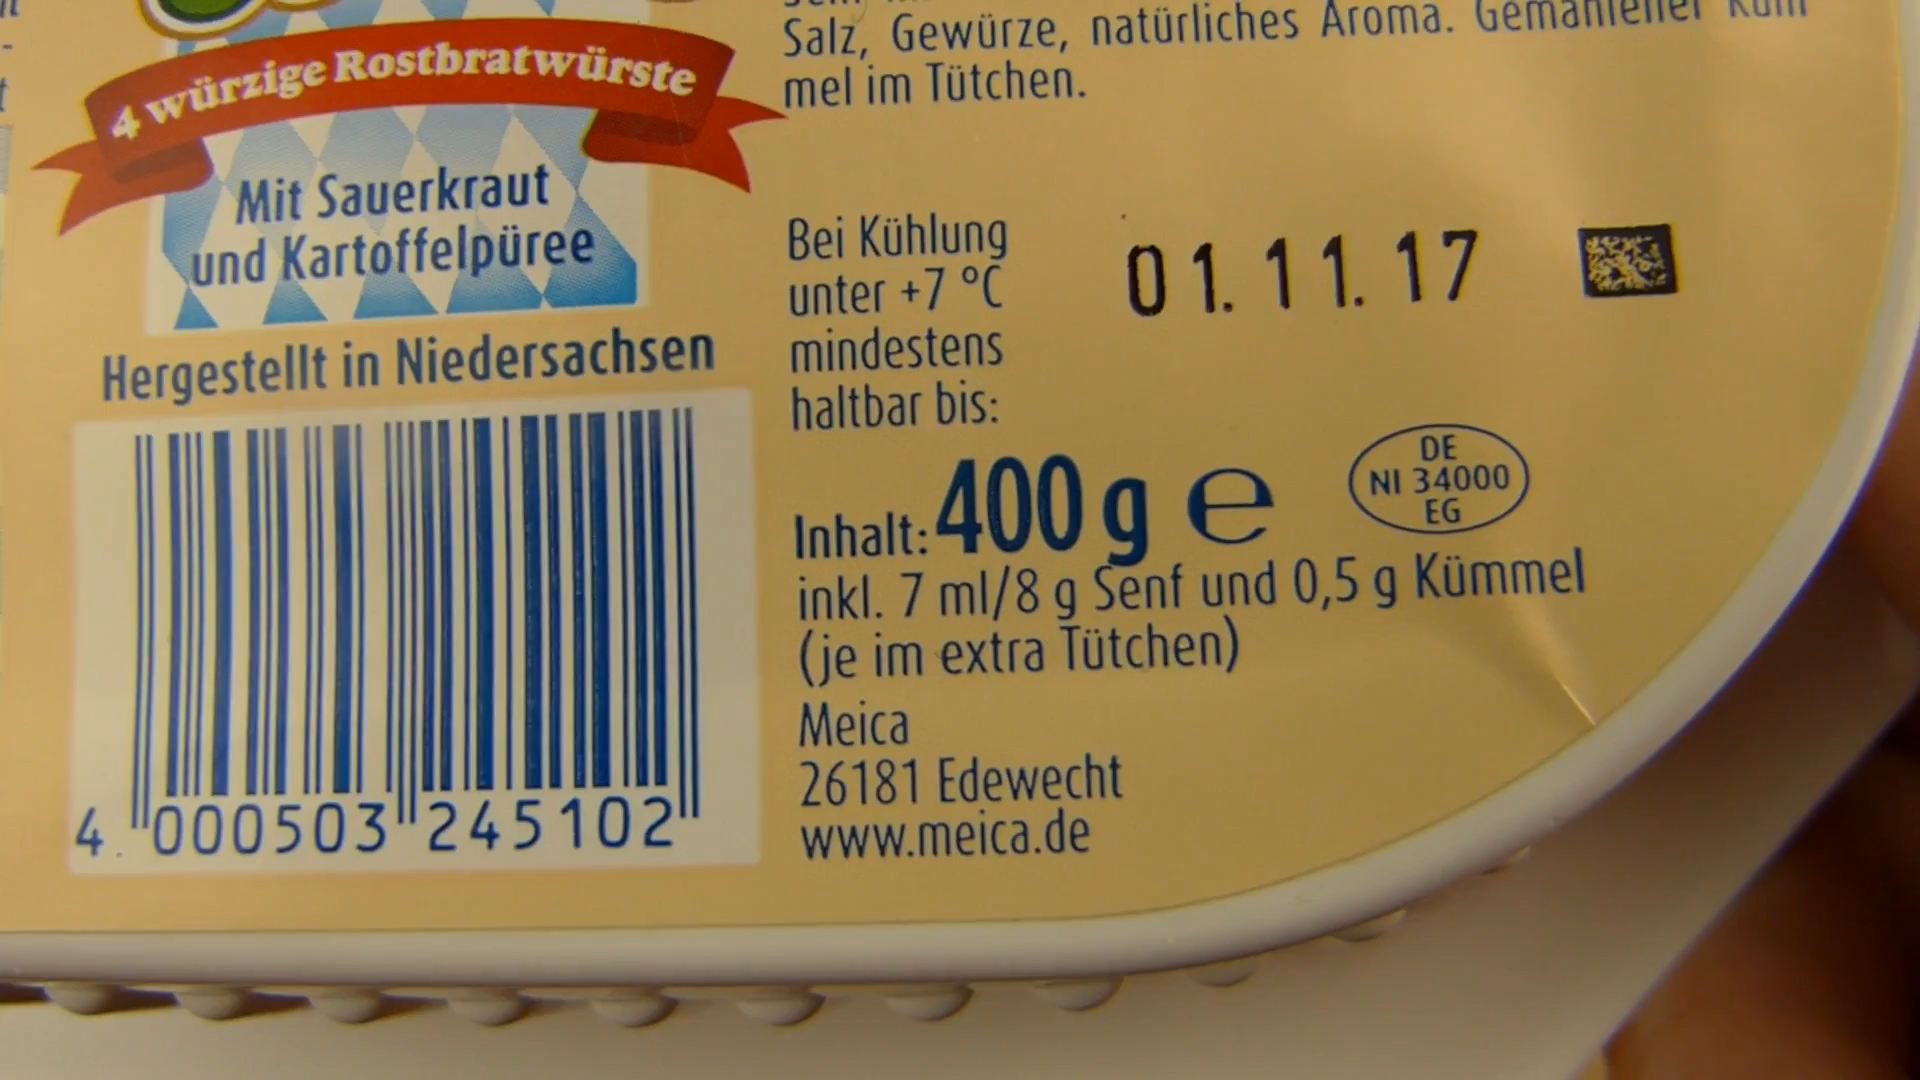 4 würzige Rostbratwürste
Mit Sauerkraut
und Kartoffelpüree
Hergestellt in Niedersachsen
4 000503 245102
Salz, Gewürze, natürliches Aroma. Gemahlener Küm
mel im Tütchen.
Bei Kühlung
unter +7 °C
mindestens
haltbar bis:
01.11.17
Inhalt: 400 g e
DE
NI 34000
EG
inkl. 7 ml/8 g Senf und 0,5 g Kümmel
(je im extra Tütchen)
Meica
26181 Edewecht
www.meica.de